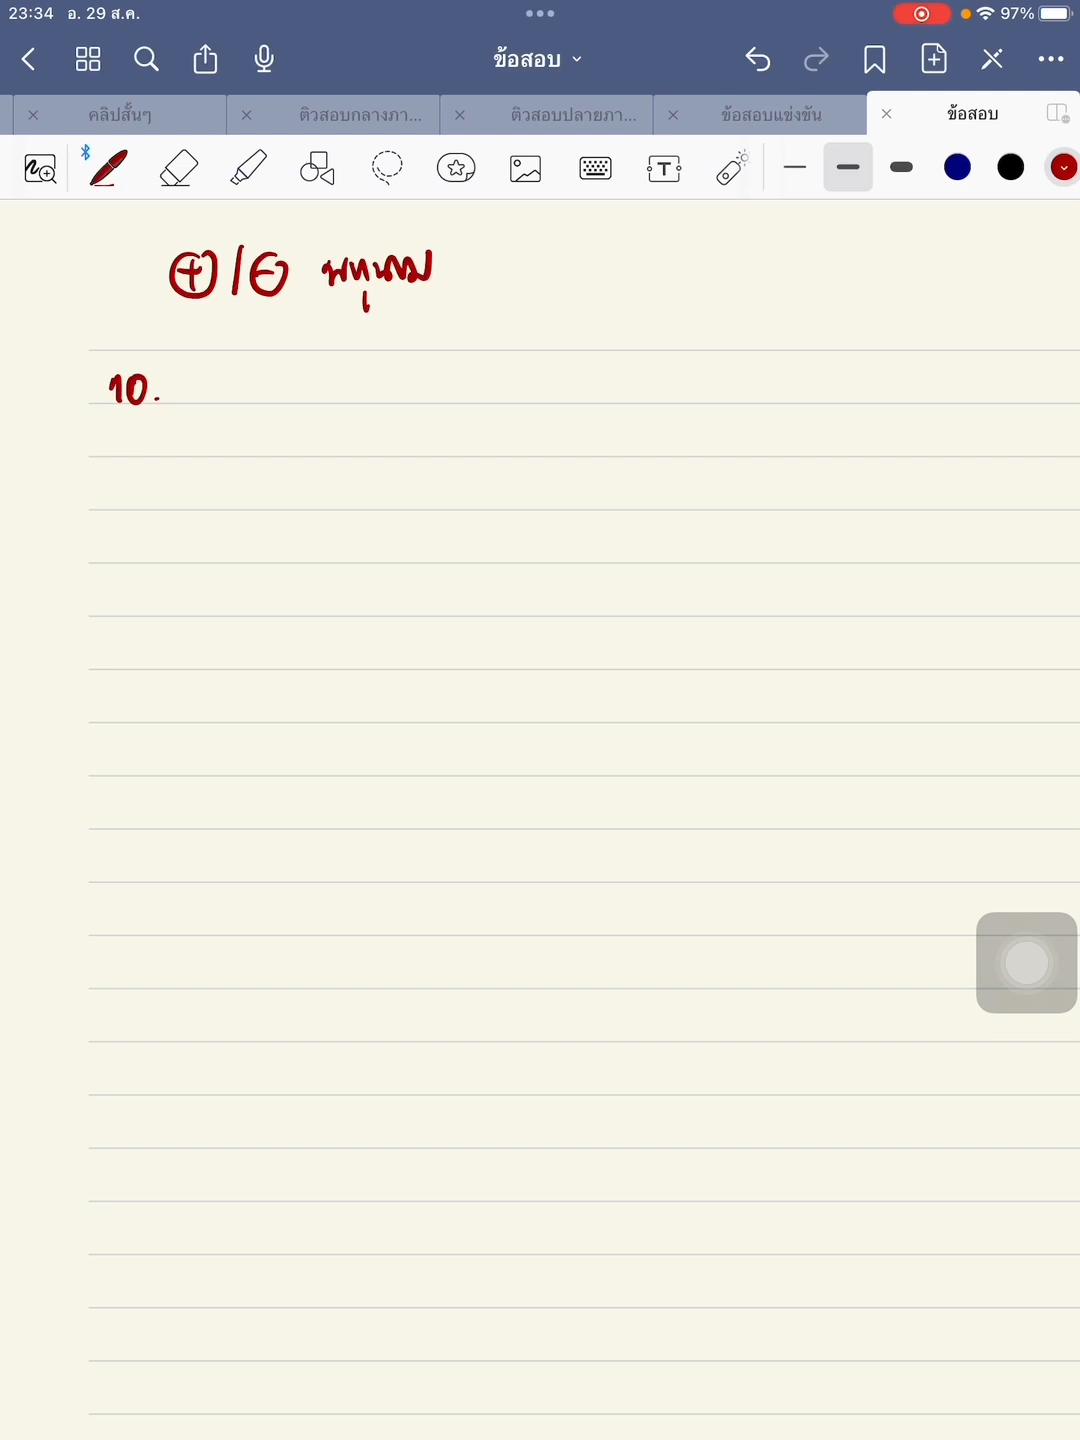 23:34 อ. 29 ส.ค. 97%
ข้อสอบ
คลิปสั้นๆ ติวสอบกลางภา... ติวสอบปลายภา... ข้อสอบแข่งขัน ข้อสอบ
T
⊕/⊖ พหุนาม
10.